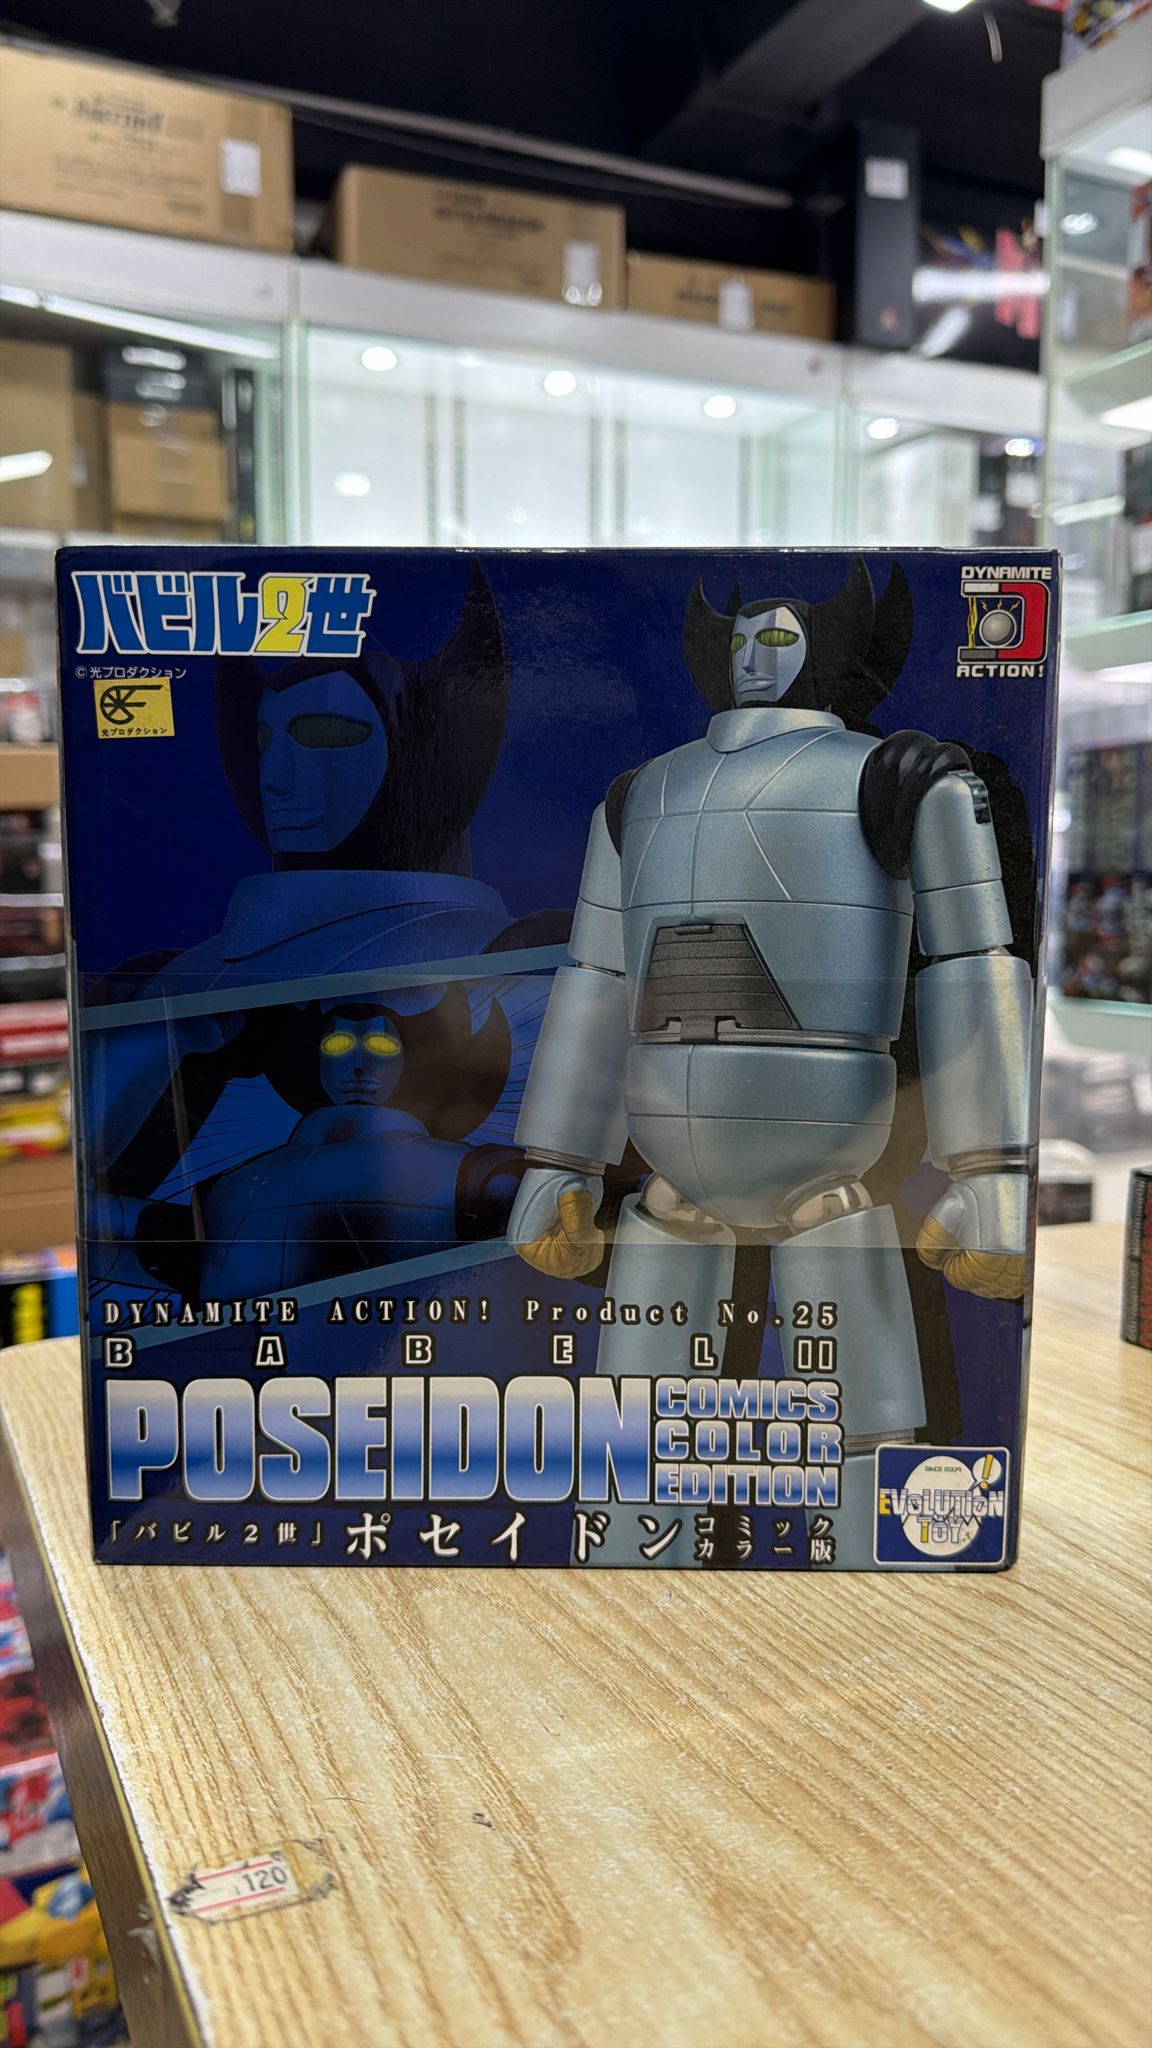 バビル2世
©光プロダクション
光プロダクション
DYNAMITE
ACTION!
DYNAMITE ACTION! Product No.25
BABEL II
POSEIDON
COMICS
COLOR
EDITION
「バビル2世」ポセイドン
コミック
カラー版
SINCE 2009
EVOLUTION
TOY
120